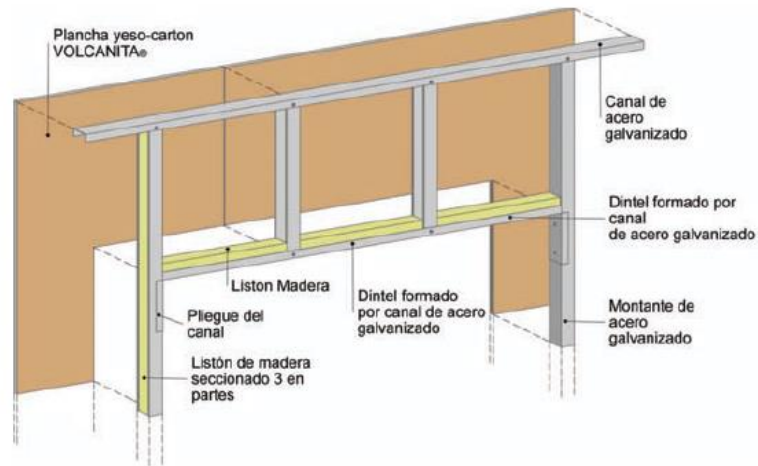 Plancha yeso-carton
VOLCANITA®
Canal de
acero
galvanizado
Dintel formado por
canal
de acero galvanizado
Liston Madera
Dintel formado
por canal de acero
galvanizado
Pliegue del
canal
Montante de
acero
galvanizado
Listón de madera
seccionado 3 en
partes